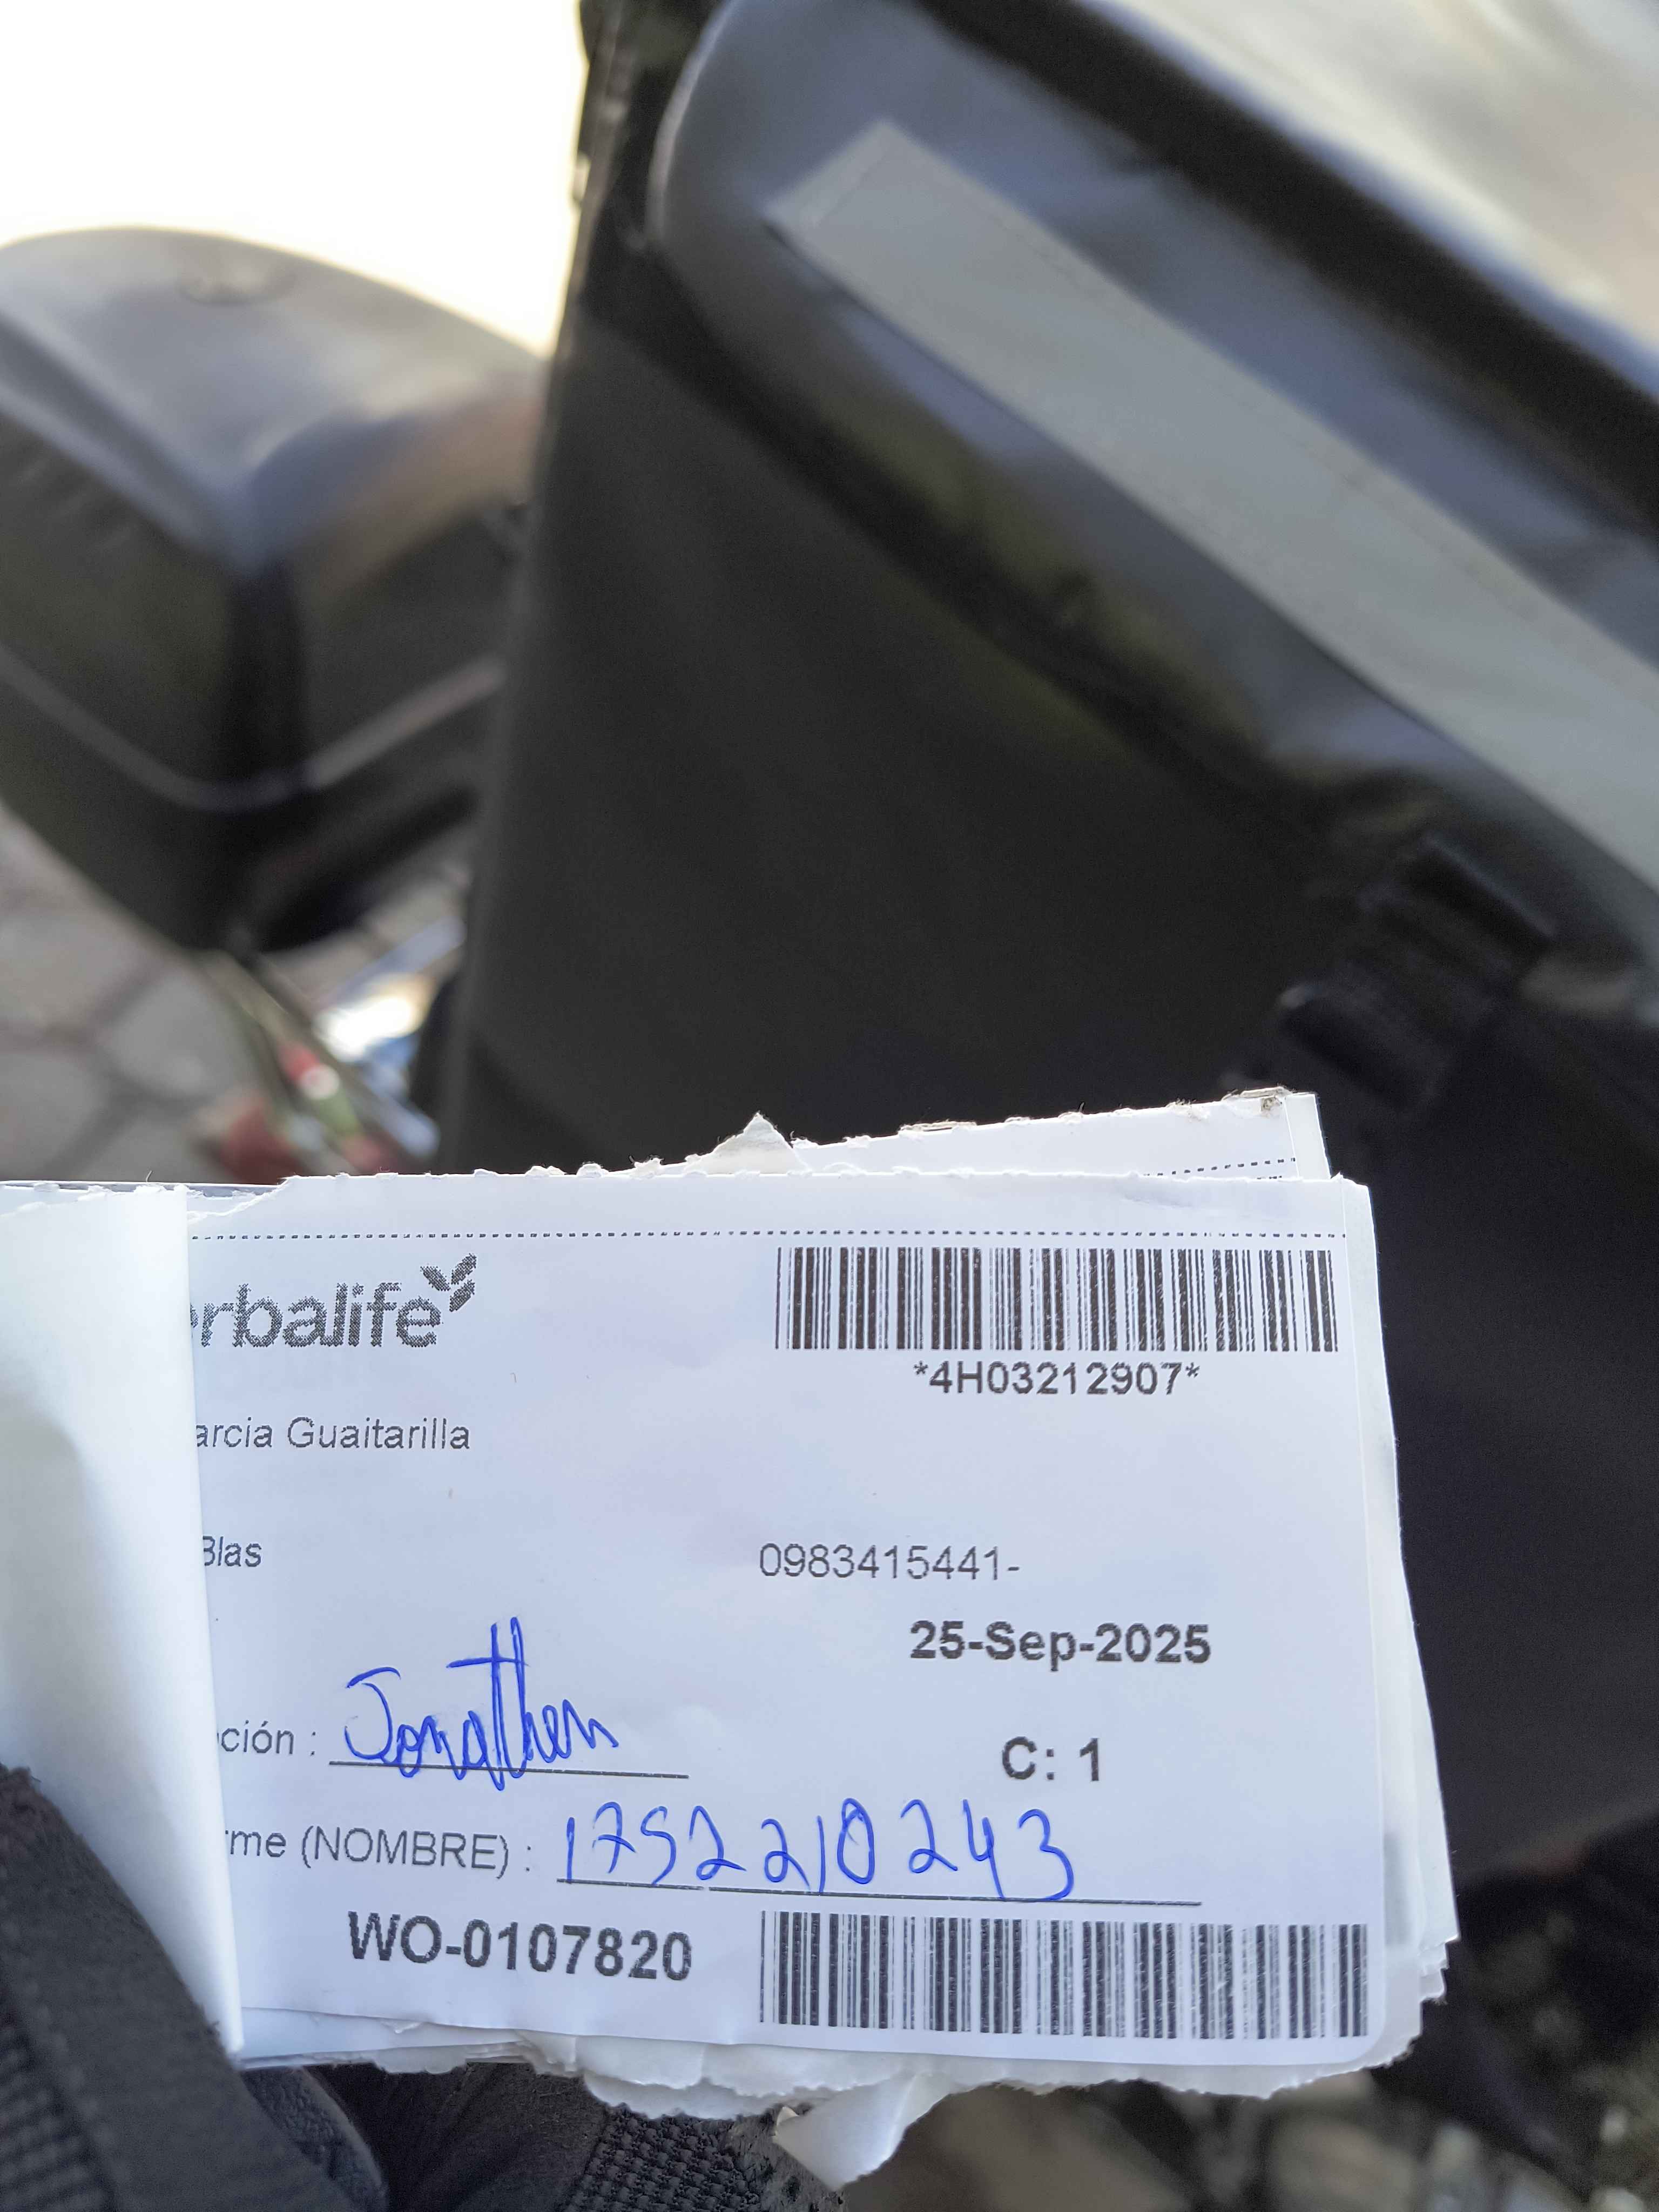 erbalife
*4H03212907*
arcia Guaitarilla
Blas 0983415441-
25-Sep-2025
ción : Jonathan
C: 1
rme (NOMBRE) : 1752210243
WO-0107820